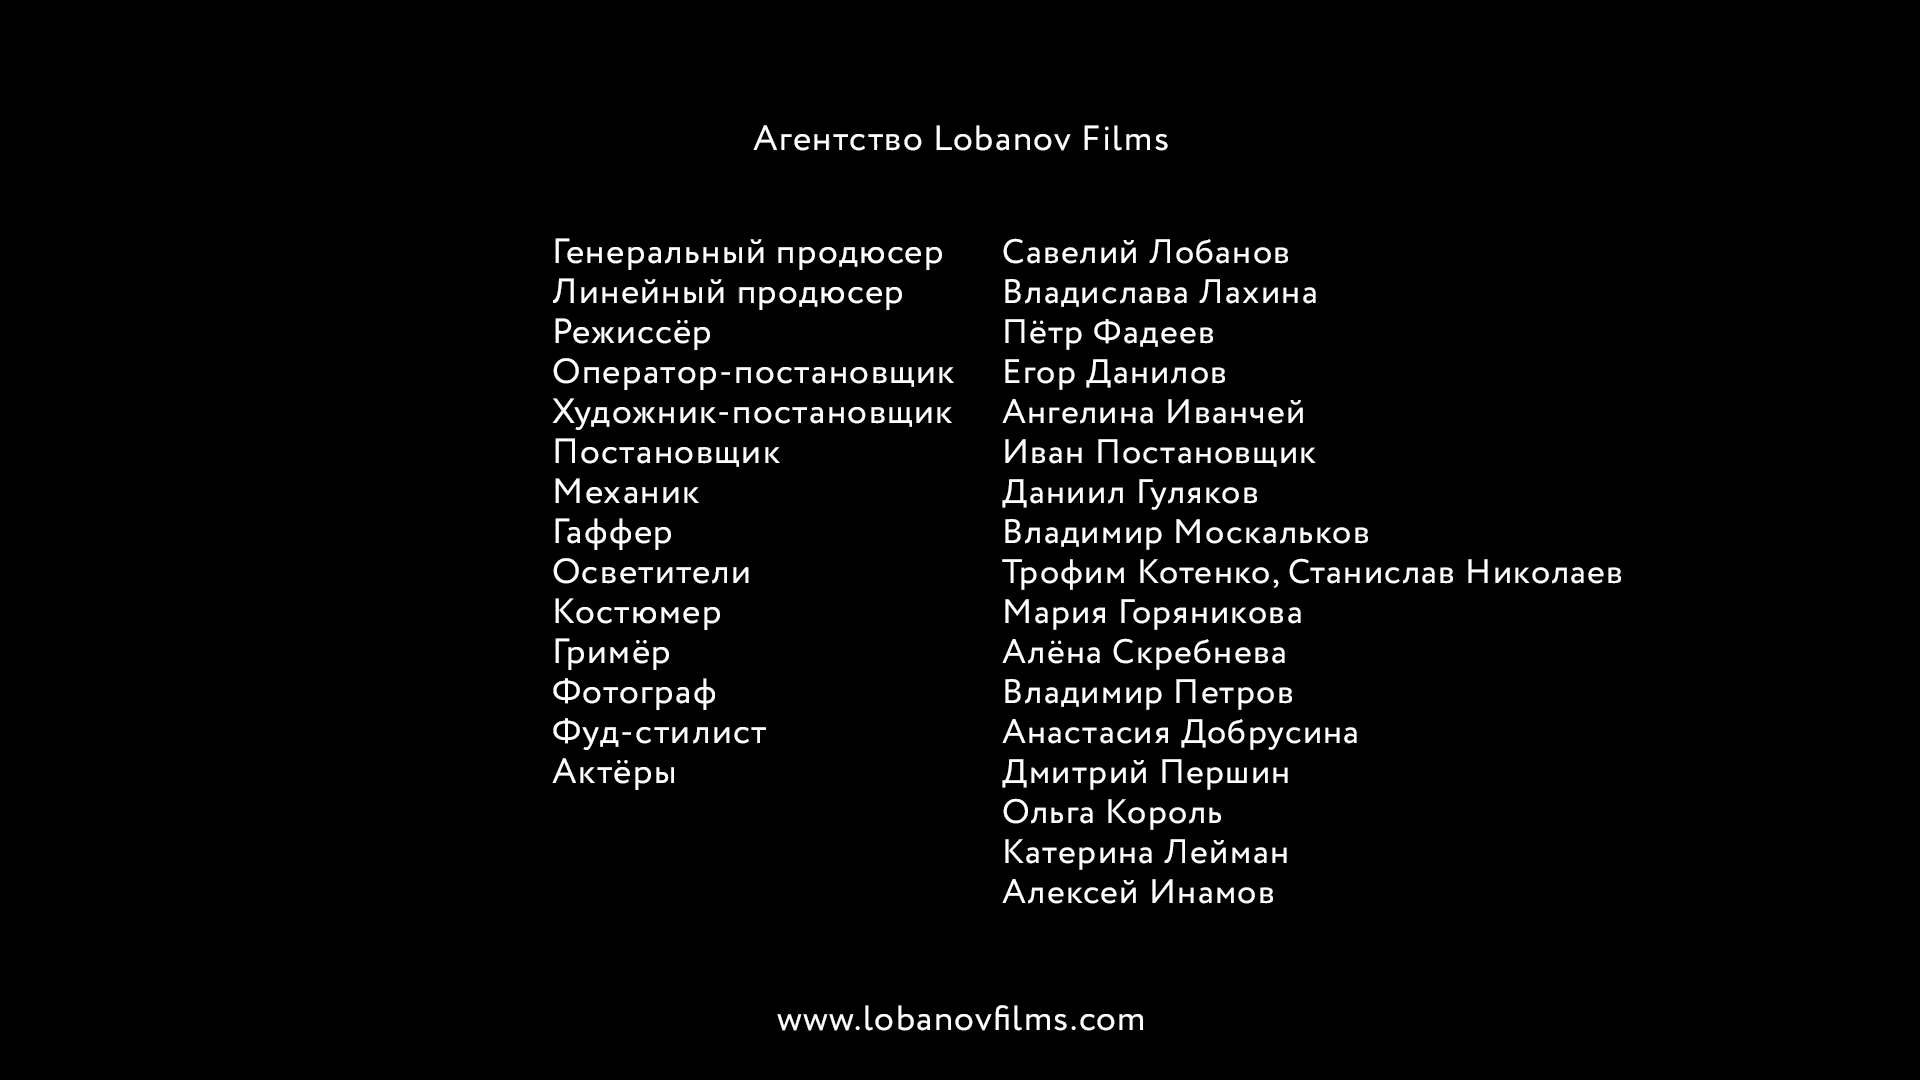 Агентство Lobanov Films
Генеральный продюсер Савелий Лобанов
Линейный продюсер Владислава Лахина
Режиссёр Пётр Фадеев
Оператор-постановщик Егор Данилов
Художник-постановщик Ангелина Иванчей
Постановщик Иван Постановщик
Механик Даниил Гуляков
Гаффер Владимир Москальков
Осветители Трофим Котенко, Станислав Николаев
Костюмер Мария Горяникова
Гримёр Алёна Скребнева
Фотограф Владимир Петров
Фуд-стилист Анастасия Добрусина
Актёры Дмитрий Першин
Ольга Король
Катерина Лейман
Алексей Инамов
www.lobanovfilms.com